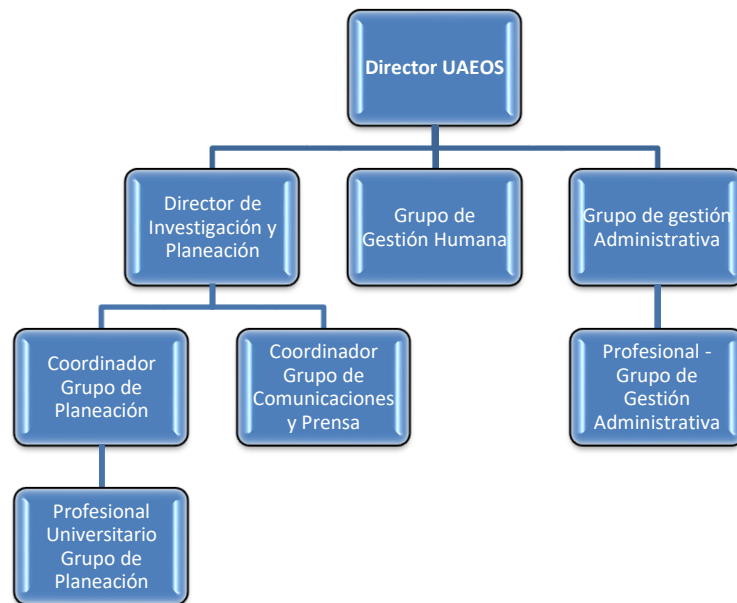 Director UAEOS
Director de
Investigación y
Planeación
Grupo de
Gestión Humana
Grupo de gestión
Administrativa
Coordinador
Grupo de
Planeación
Coordinador
Grupo de
Comunicaciones
y Prensa
Profesional -
Grupo de
Gestión
Administrativa
Profesional
Universitario
Grupo de
Planeación